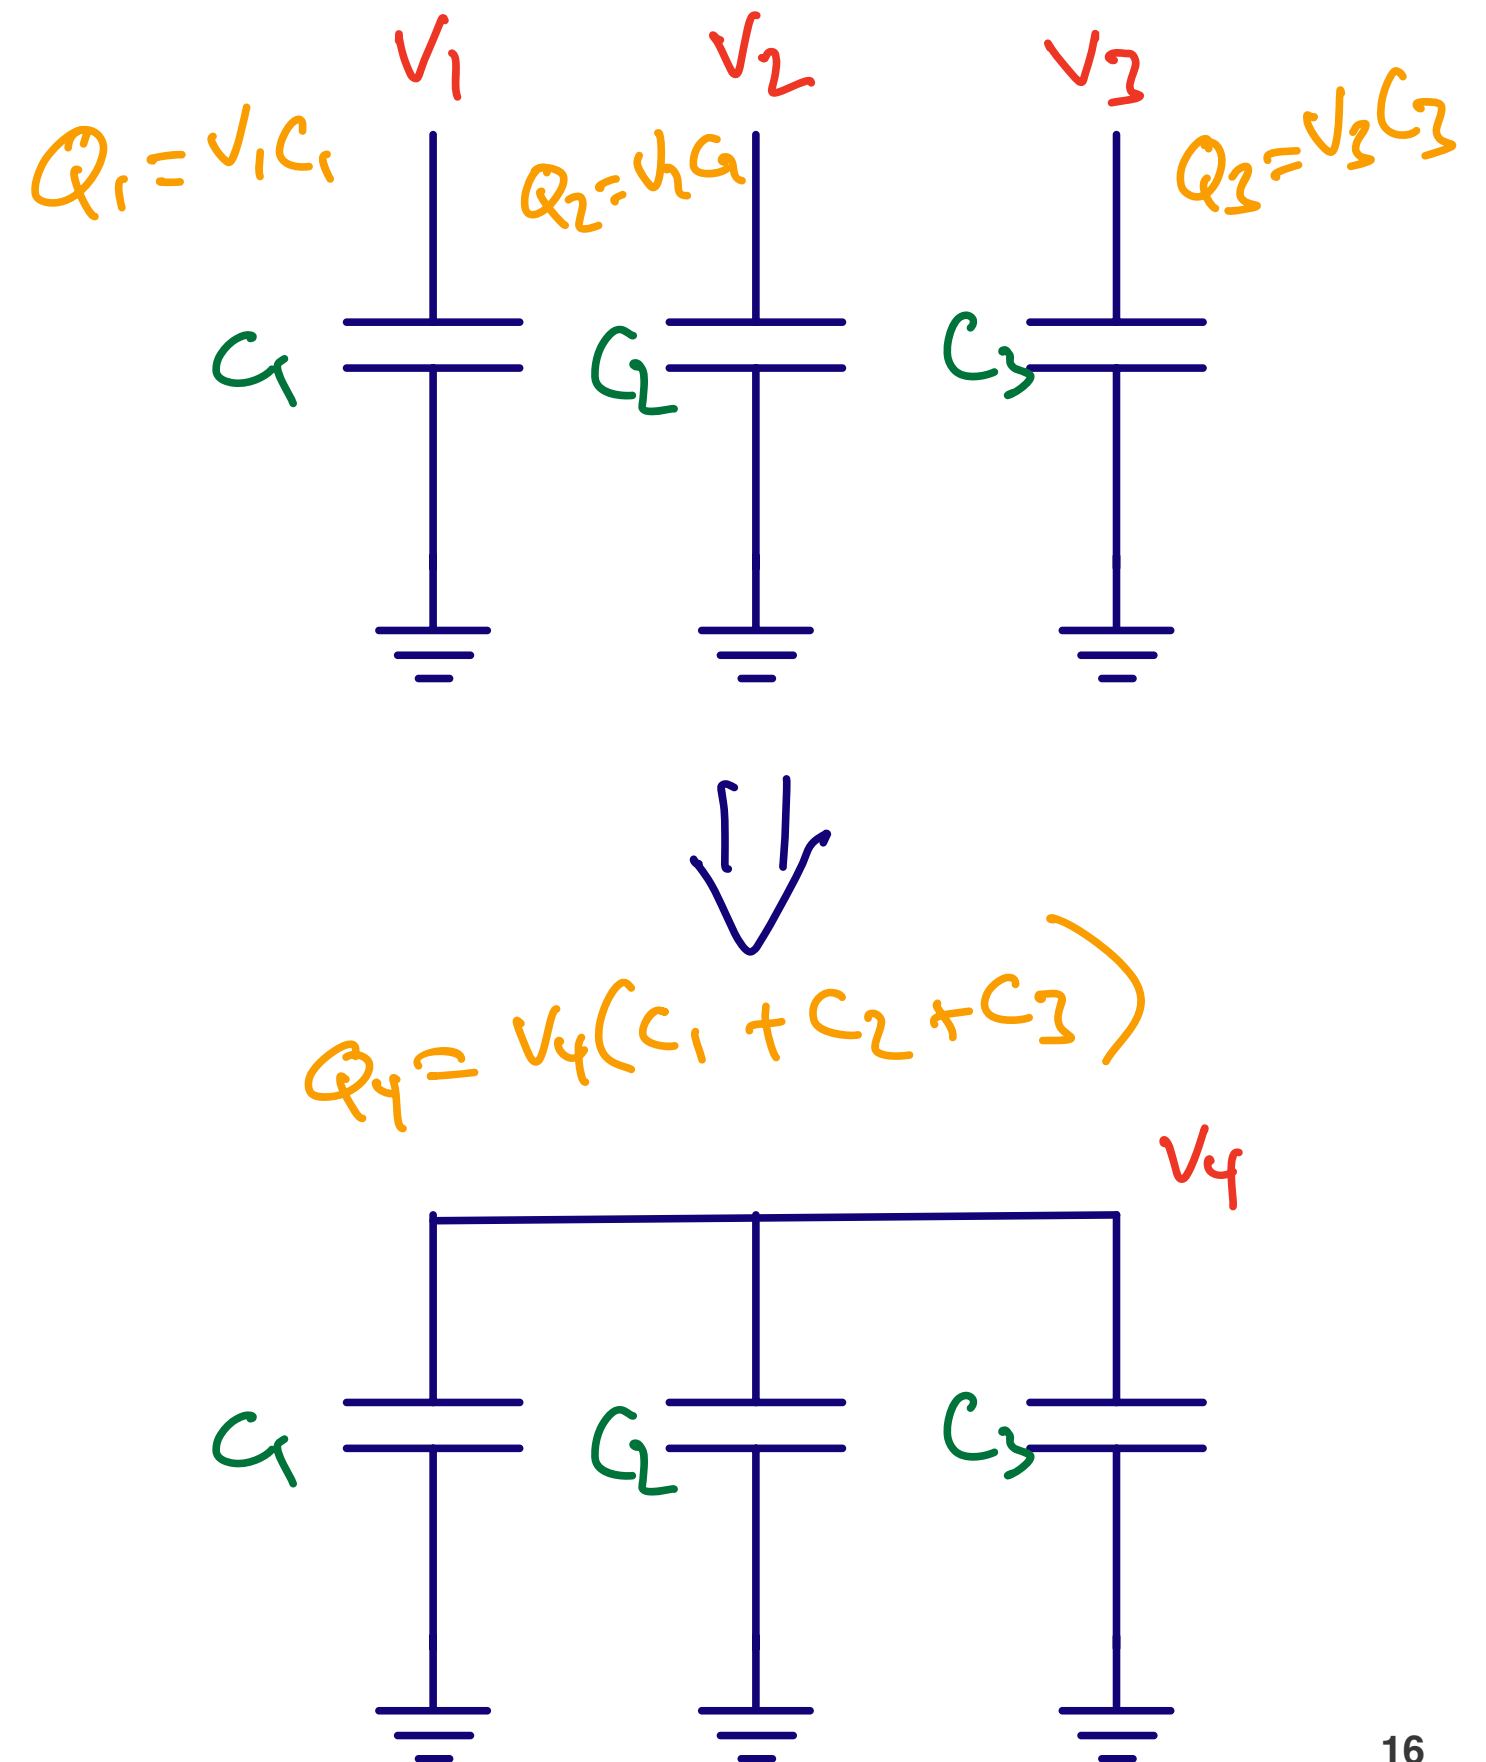 V1 V2 V3
Q1 = V1C1 Q2 = V2C2 Q3 = V3C3
C1 C2 C3
Q4 = V4(C1 + C2 + C3)
V4
C1 C2 C3
16